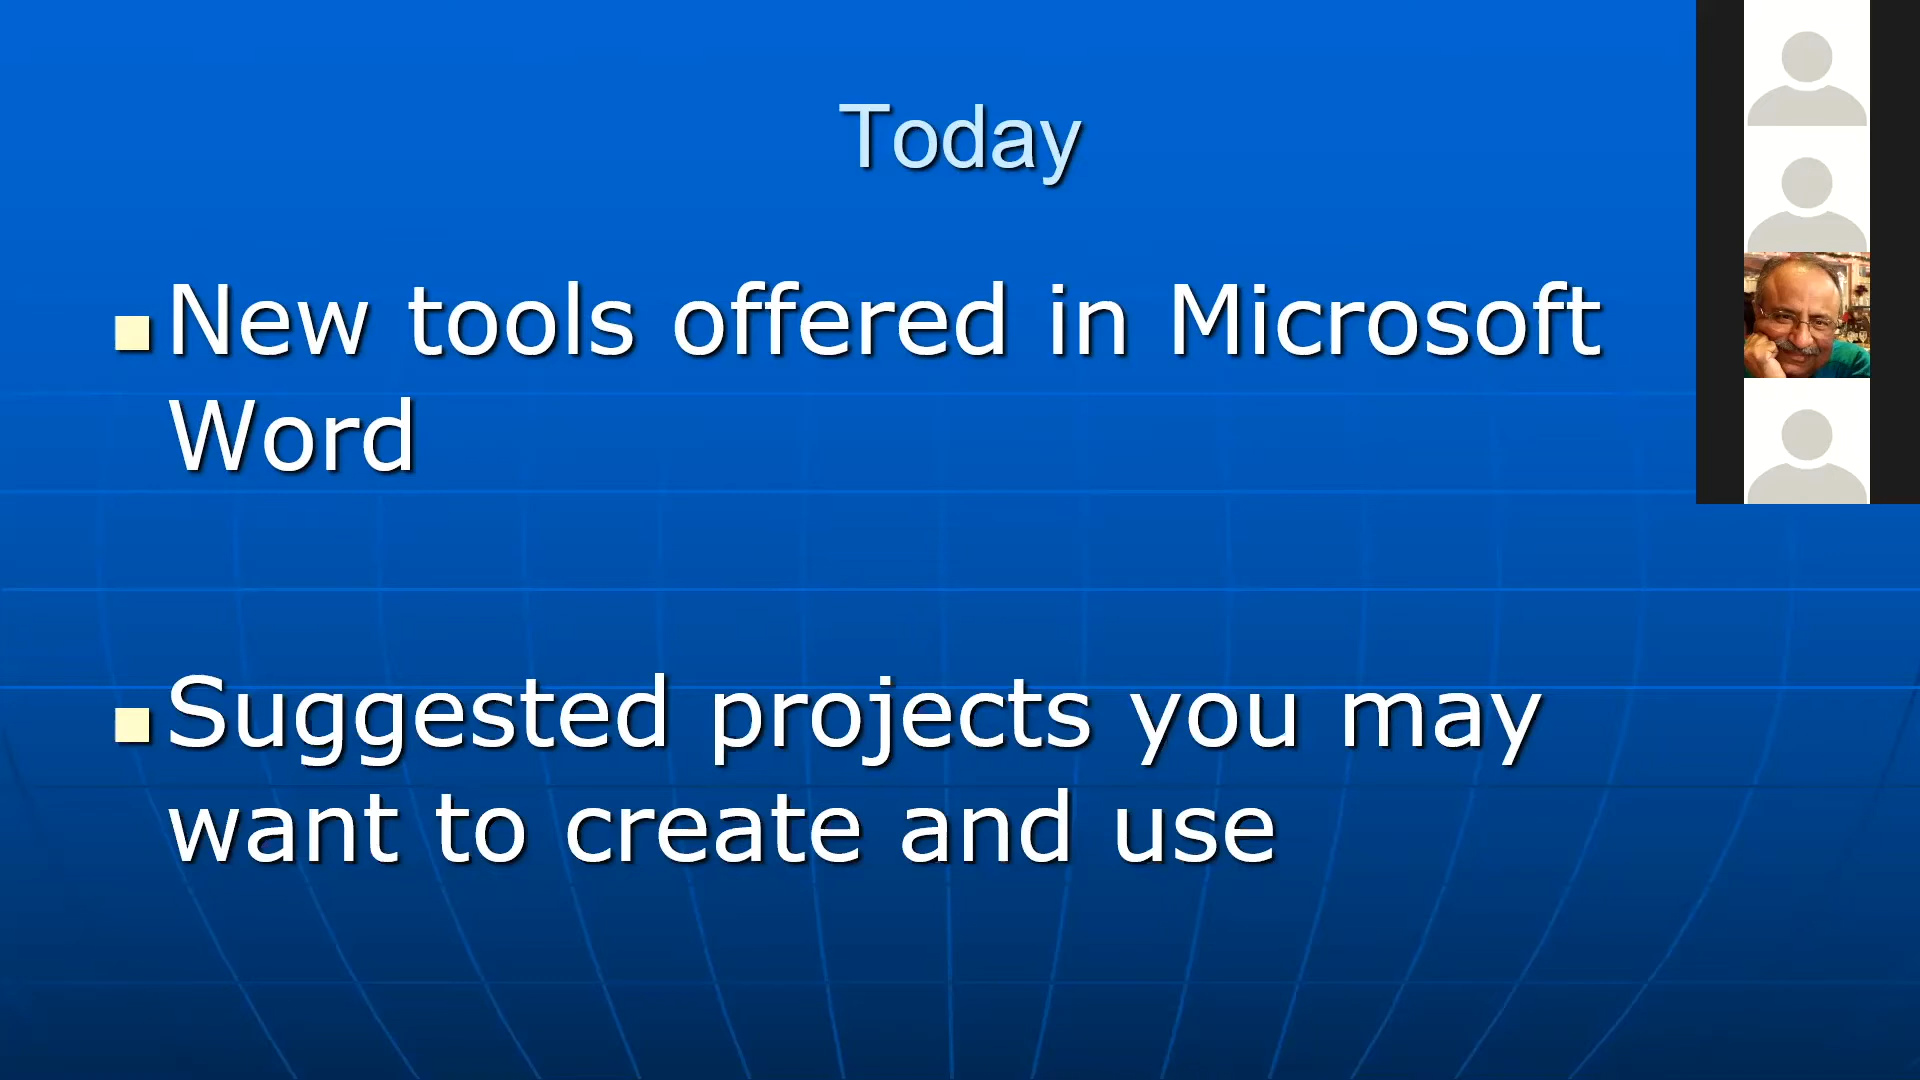 Today
New tools offered in Microsoft
Word
Suggested projects you may
want to create and use